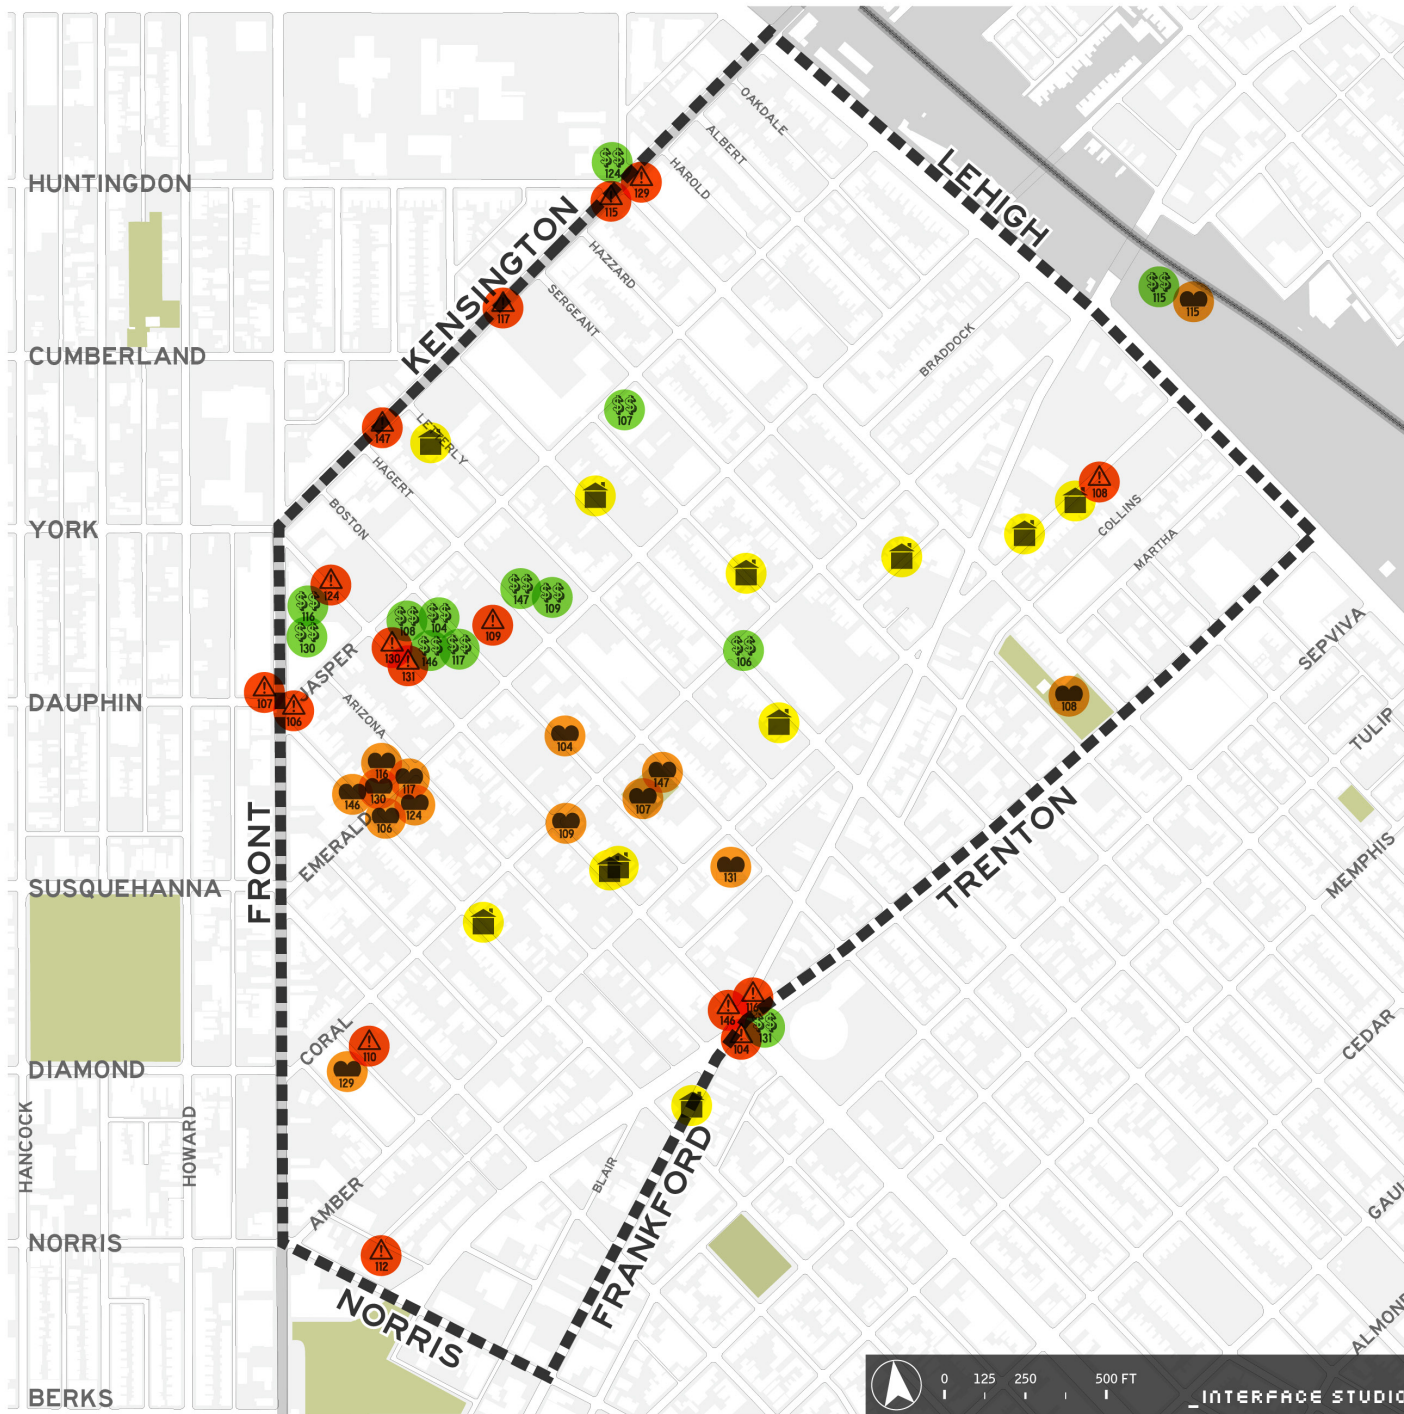 OAKDALE
ALBERT
HAROLD
LEHIGH
$$
124
129
115
HUNTINGDON
KENSINGTON
HAZZARD
SERGEANT
$$
115
115
117
BRADDOCK
CUMBERLAND
$$
107
147
LETTERLY
HAGERT
108
COLLINS
BOSTON
YORK
MARTHA
124
$$
116
$$
130
$$
147
$$
109
$$
108
$$
104
109
130
$$
146
$$
117
131
$$
106
SEPVIVA
JASPER
107
106
DAUPHIN
ARIZONA
108
TULIP
104
116
117
146
130
124
106
147
107
109
EMERALD
FRONT
TRENTON
131
MEMPHIS
SUSQUEHANNA
116
146
$$
131
104
CORAL
110
129
CEDAR
DIAMOND
HANCOCK
HOWARD
BLAIR
FRANKFORD
AMBER
GAUL
NORRIS
112
NORRIS
ALMOND
BERKS
0 125 250 500 FT
_INTERFACE STUDIO